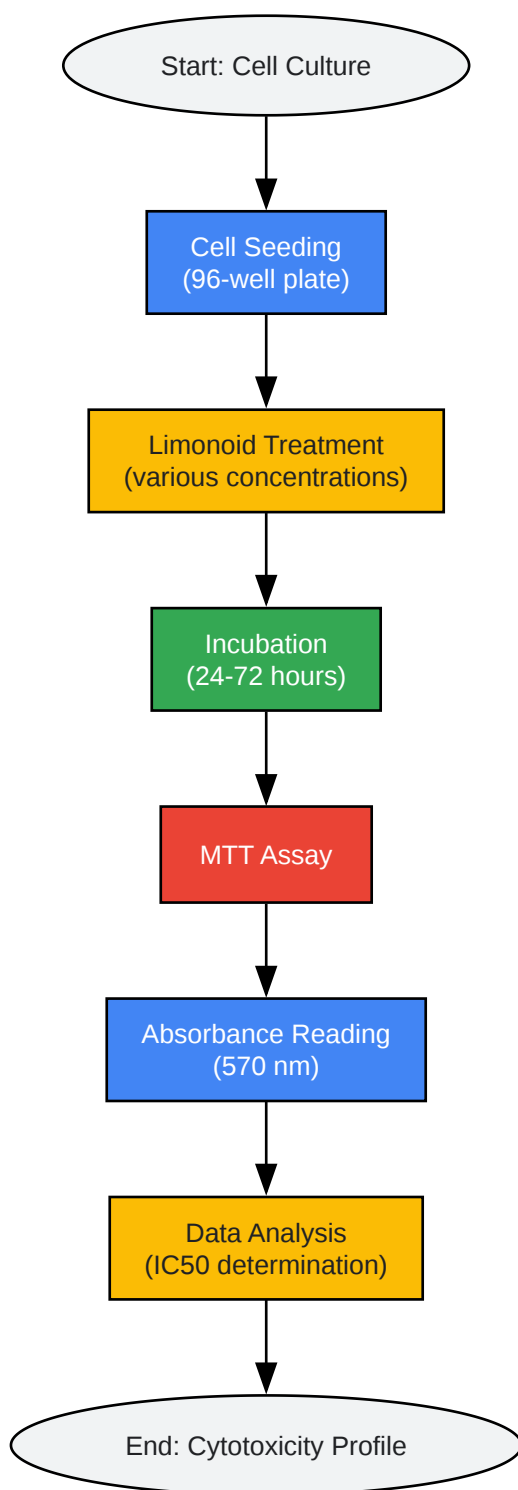 Start: Cell Culture
Cell Seeding
(96-well plate)
Limonoid Treatment
(various concentrations)
Incubation
(24-72 hours)
MTT Assay
Absorbance Reading
(570 nm)
Data Analysis
(IC50 determination)
End: Cytotoxicity Profile